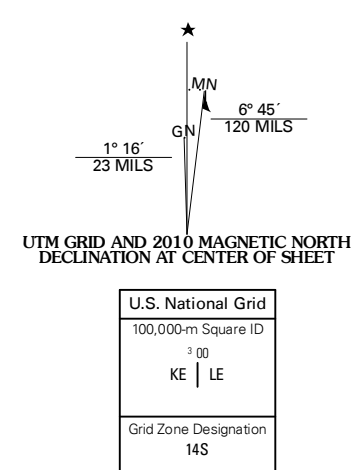 ★
MN
GN
6° 45´
120 MILS
1° 16´
23 MILS
UTM GRID AND 2010 MAGNETIC NORTH
DECLINATION AT CENTER OF SHEET
U.S. National Grid
100,000-m Square ID
3 00
KE | LE
Grid Zone Designation
14S